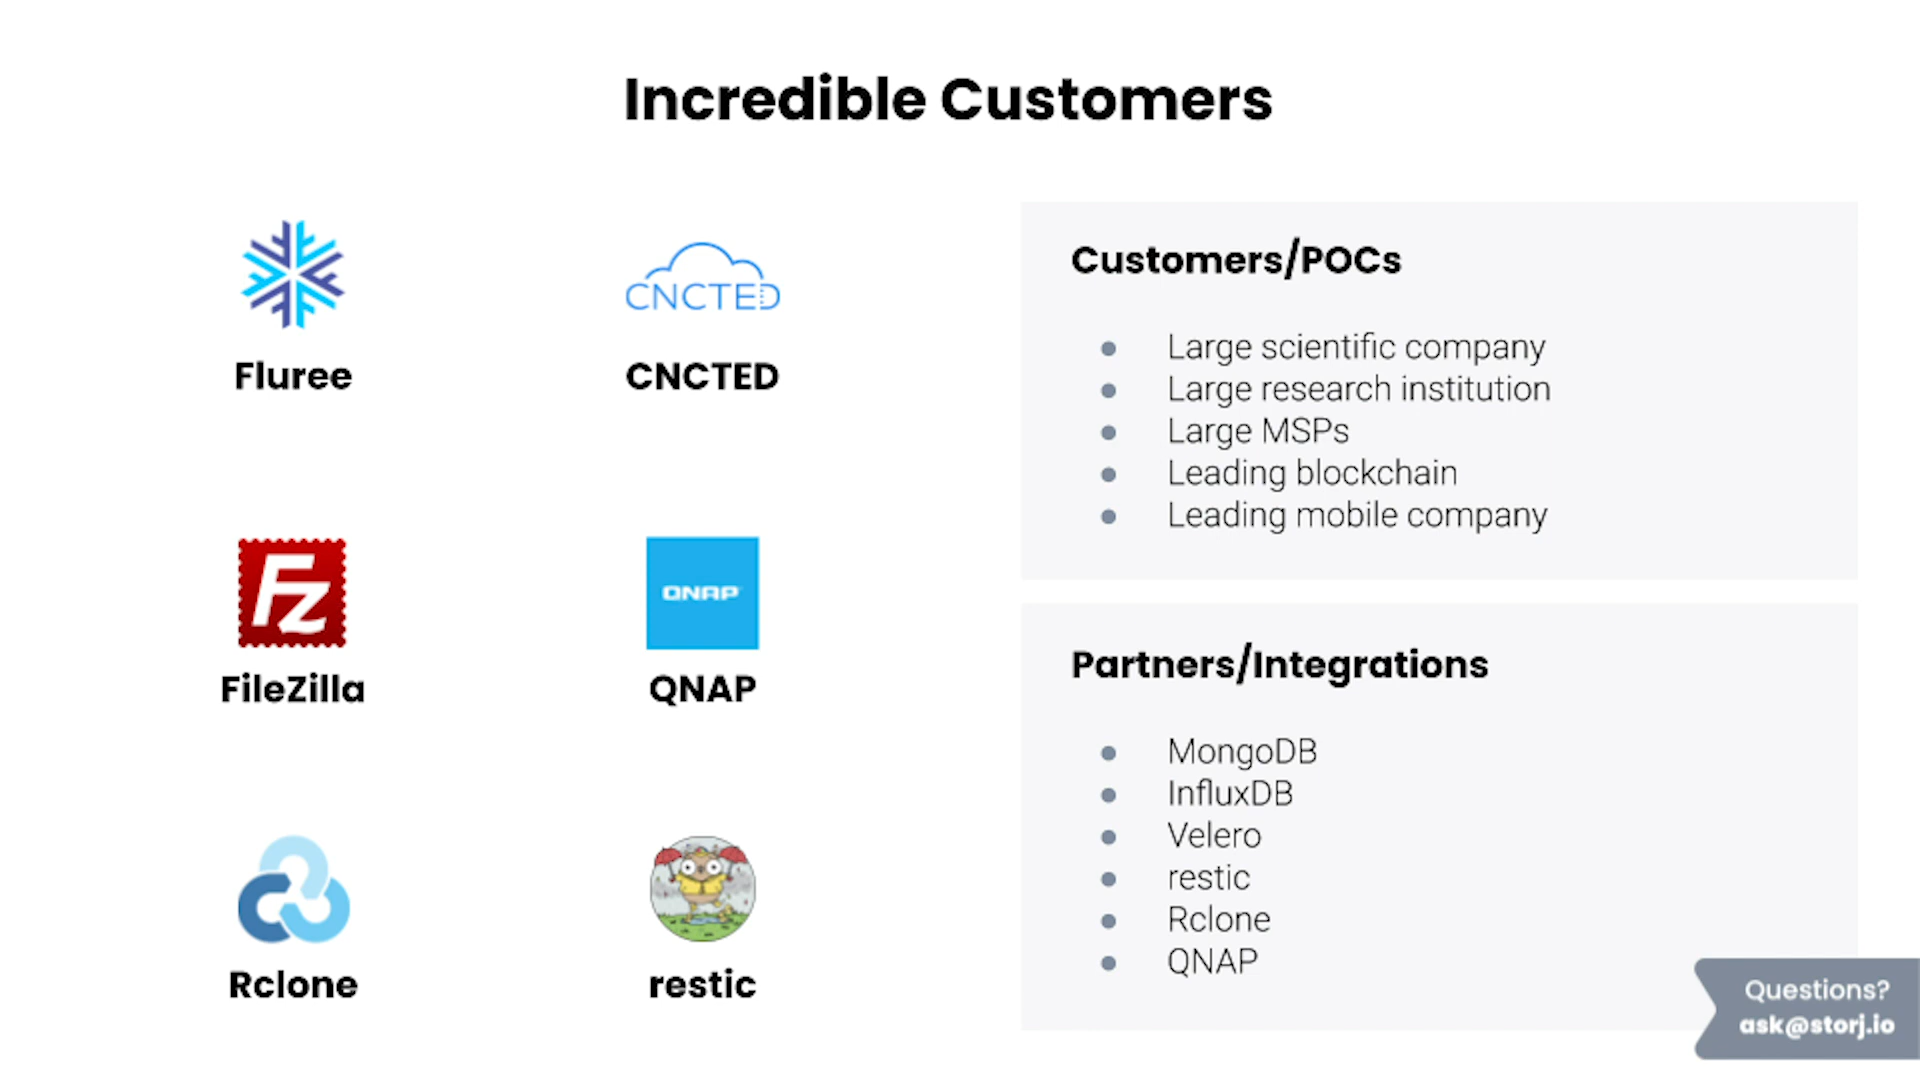 Incredible Customers
CNCTED
Fluree
CNCTED
Fz
QNAP
FileZilla
QNAP
Rclone
restic
Customers/POCs
Large scientific company
Large research institution
Large MSPs
Leading blockchain
Leading mobile company
Partners/Integrations
MongoDB
InfluxDB
Velero
restic
Rclone
QNAP
Questions?
ask@storj.io